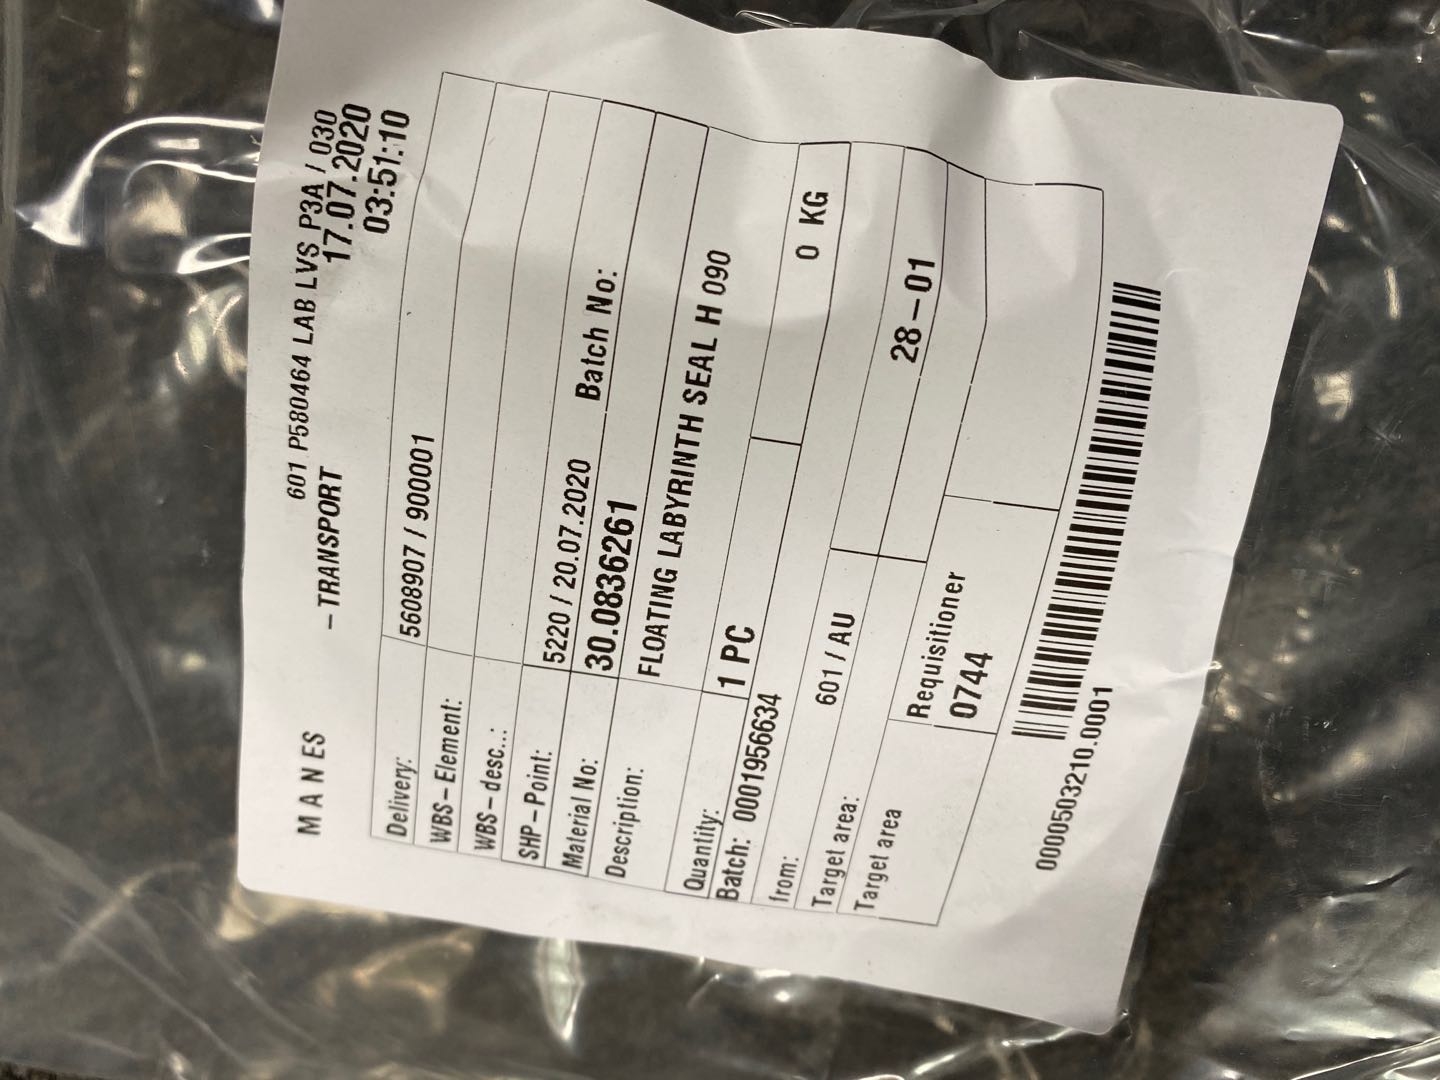 601 P580464 LAB LVS P3A / 030
MANES -TRANSPORT 17.07.2020
03:51:10
Delivery: 5608907 / 900001
WBS-Element:
WBS-desc...:
SHP-Point: 5220 / 20.07.2020
Material No: 30.0836261 Batch No:
Description: FLOATING LABYRINTH SEAL H 090
Quantity: 1 PC 0 KG
Batch: 0001956634
from: 601 / AU
Target area: 28-01
Target area Requisitioner
0744
0000503210.0001